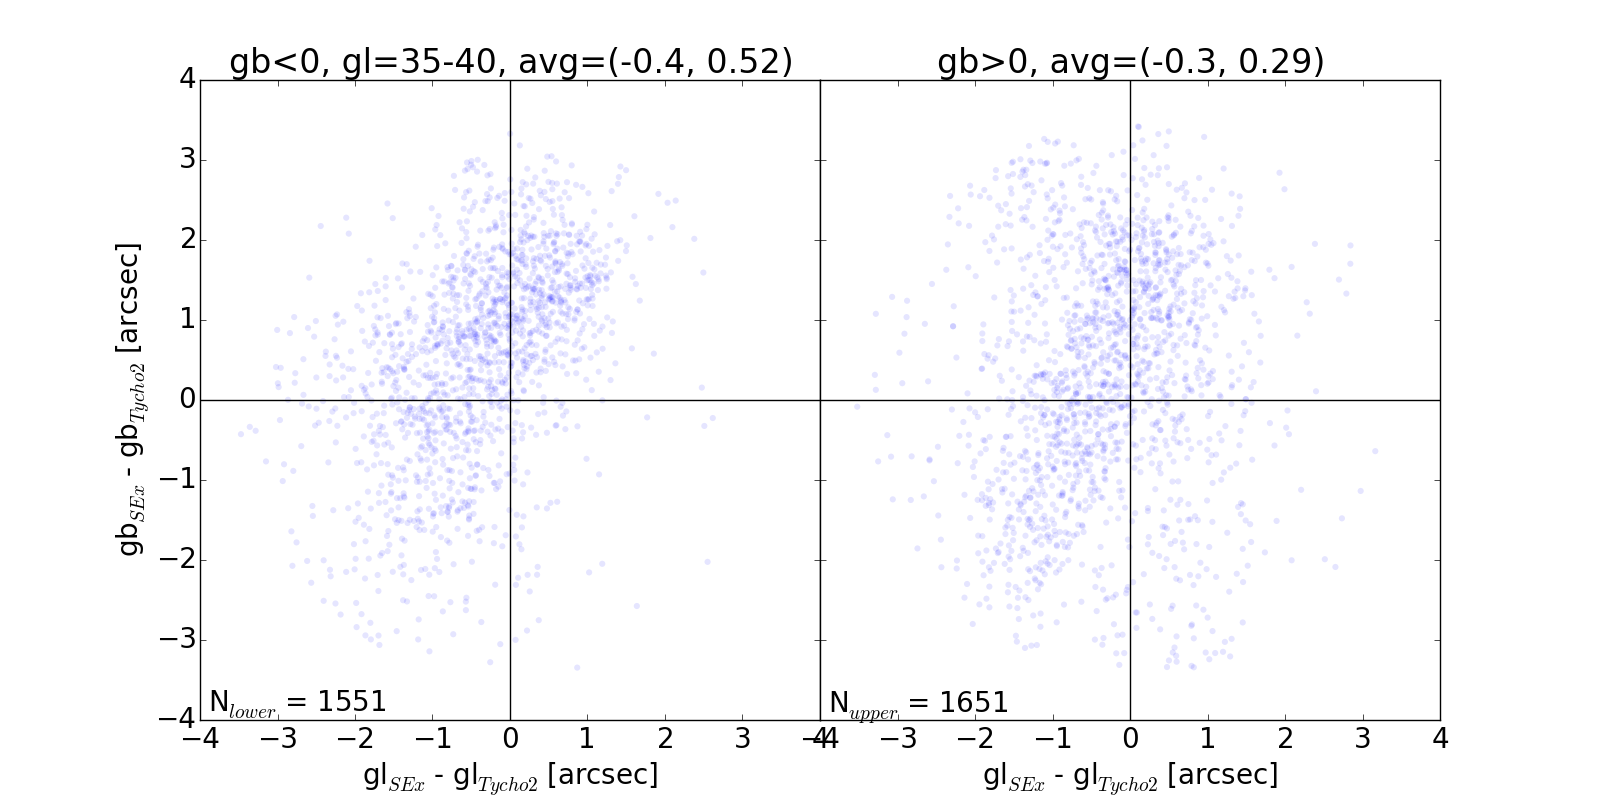 gb<0, gl=35-40, avg=(-0.4, 0.52)
gb>0, avg=(-0.3, 0.29)
4
3
2
1
0
−1
−2
−3
−4
gb_SEx - gb_Tycho2 [arcsec]
N_lower = 1551
N_upper = 1651
−4 −3 −2 −1 0 1 2 3 4
−4 −3 −2 −1 0 1 2 3 4
gl_SEx - gl_Tycho2 [arcsec]
gl_SEx - gl_Tycho2 [arcsec]